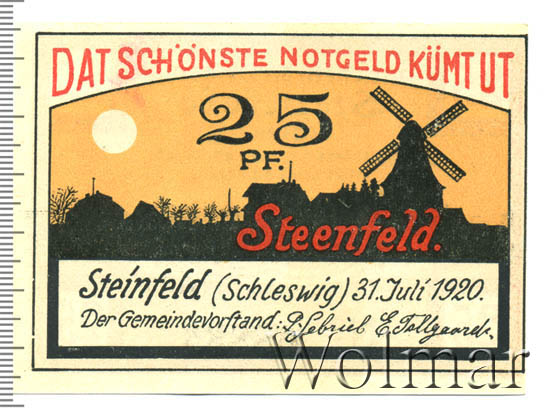 DAT SCHÖNSTE NOTGELD KÜMT UT
25
PF.
Steenfeld.
Steinfeld (Schleswig) 31. Juli 1920.
Der Gemeindevorstand:
Wolmar